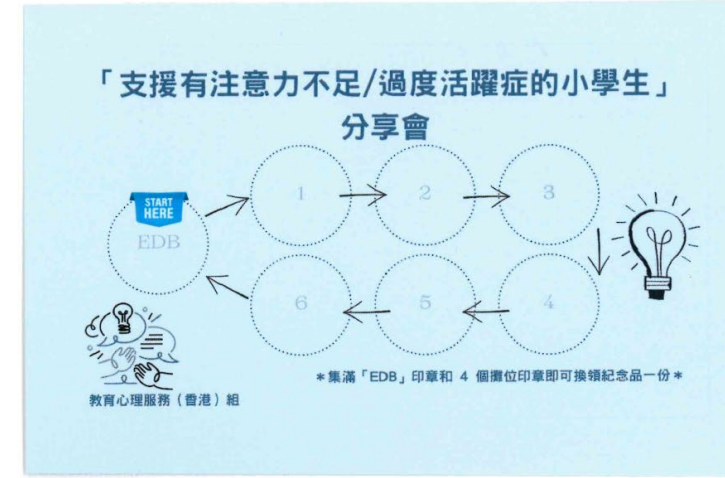 「支援有注意力不足/過度活躍症的小學生」
分享會
START
HERE
EDB
1
2
3
4
5
6
＊集滿「EDB」印章和 4 個攤位印章即可換領紀念品一份＊
教育心理服務（香港）組